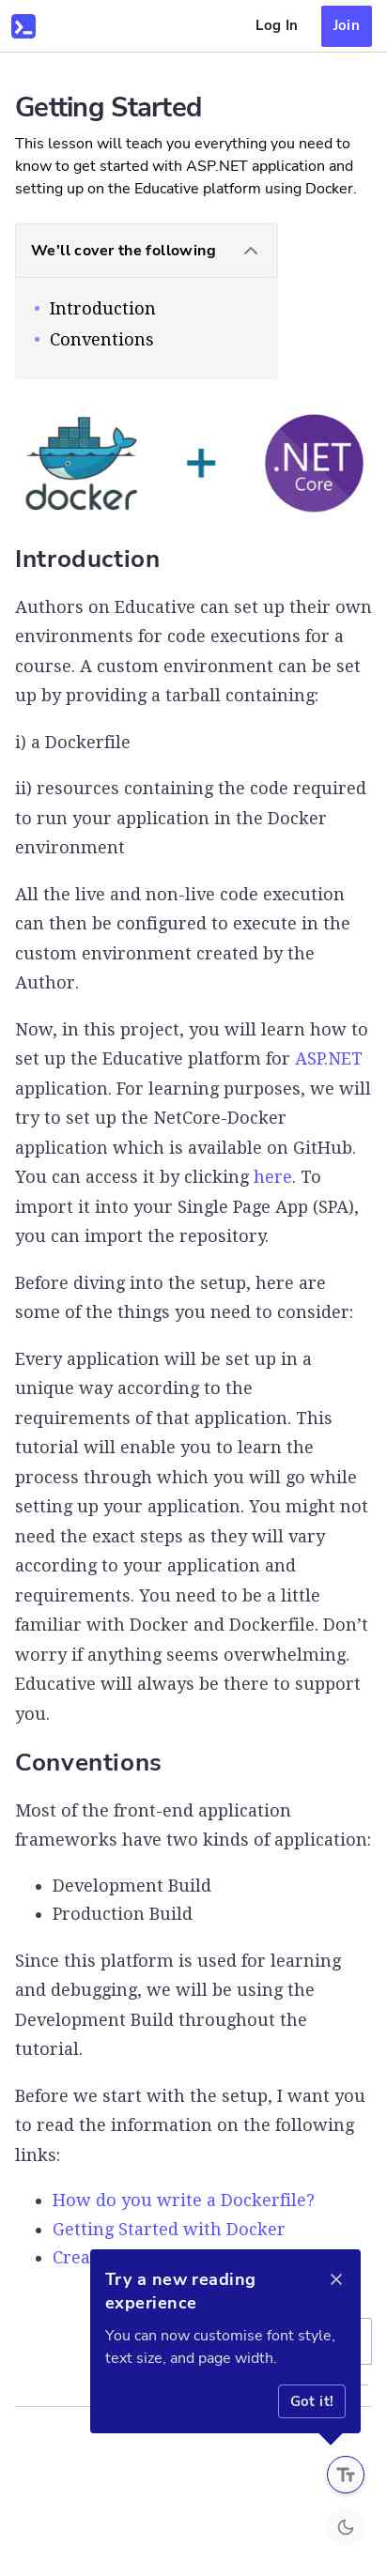 Log In
Join
Getting Started
This lesson will teach you everything you need to
know to get started with ASP.NET application and
setting up on the Educative platform using Docker.
We'll cover the following
Introduction
Conventions
docker
.NET
Core
Introduction
Authors on Educative can set up their own
environments for code executions for a
course. A custom environment can be set
up by providing a tarball containing:
i) a Dockerfile
ii) resources containing the code required
to run your application in the Docker
environment
All the live and non-live code execution
can then be configured to execute in the
custom environment created by the
Author.
Now, in this project, you will learn how to
set up the Educative platform for ASP.NET
application. For learning purposes, we will
try to set up the NetCore-Docker
application which is available on GitHub.
You can access it by clicking here. To
import it into your Single Page App (SPA),
you can import the repository.
Before diving into the setup, here are
some of the things you need to consider:
Every application will be set up in a
unique way according to the
requirements of that application. This
tutorial will enable you to learn the
process through which you will go while
setting up your application. You might not
need the exact steps as they will vary
according to your application and
requirements. You need to be a little
familiar with Docker and Dockerfile. Don’t
worry if anything seems overwhelming.
Educative will always be there to support
you.
Conventions
Most of the front-end application
frameworks have two kinds of application:
Development Build
Production Build
Since this platform is used for learning
and debugging, we will be using the
Development Build throughout the
tutorial.
Before we start with the setup, I want you
to read the information on the following
links:
How do you write a Dockerfile?
Getting Started with Docker
Crea
Try a new reading
experience
You can now customise font style,
text size, and page width.
Got it!